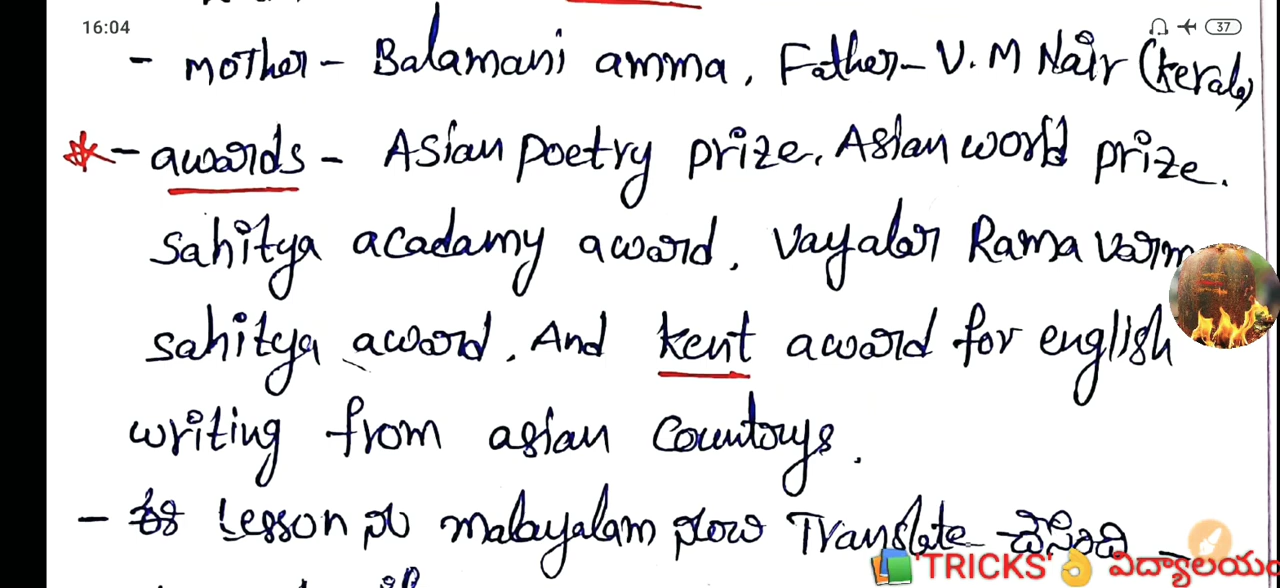 16:04
37
- Mother - Balamani amma, Father - V.M Nair (Kerala)
* - awards - Asian poetry prize. Asian world prize.
Sahitya acadamy award. Vayalar Rama Varm
sahitya award. And kent award for english
writing from asian Countrys.
- ఈ Lesson ను malayalam నుంచి Translate చేసింది -
'TRICKS' విద్యాలయం